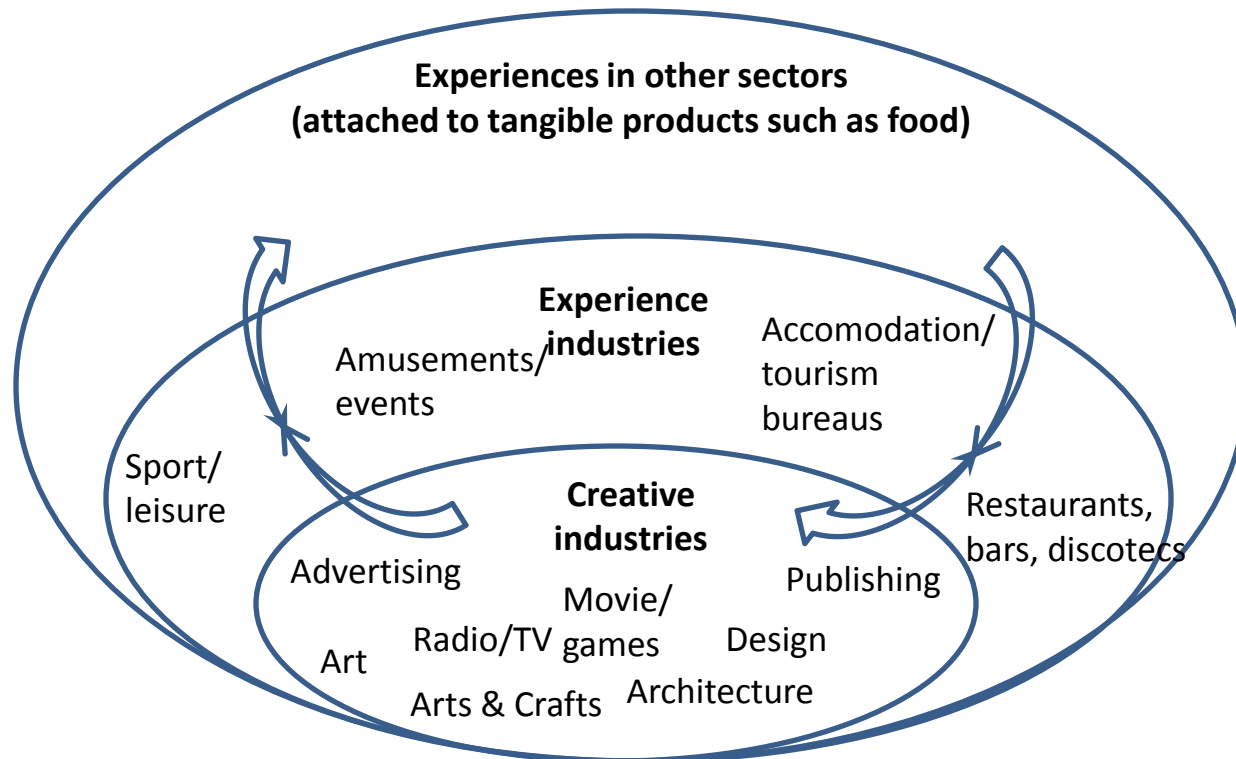 Experiences in other sectors
(attached to tangible products such as food)
Experience
industries
Amusements/
events
Accomodation/
tourism
bureaus
Sport/
leisure
Restaurants,
bars, discotecs
Creative
industries
Advertising
Movie/
games
Publishing
Art
Radio/TV
Design
Arts & Crafts
Architecture